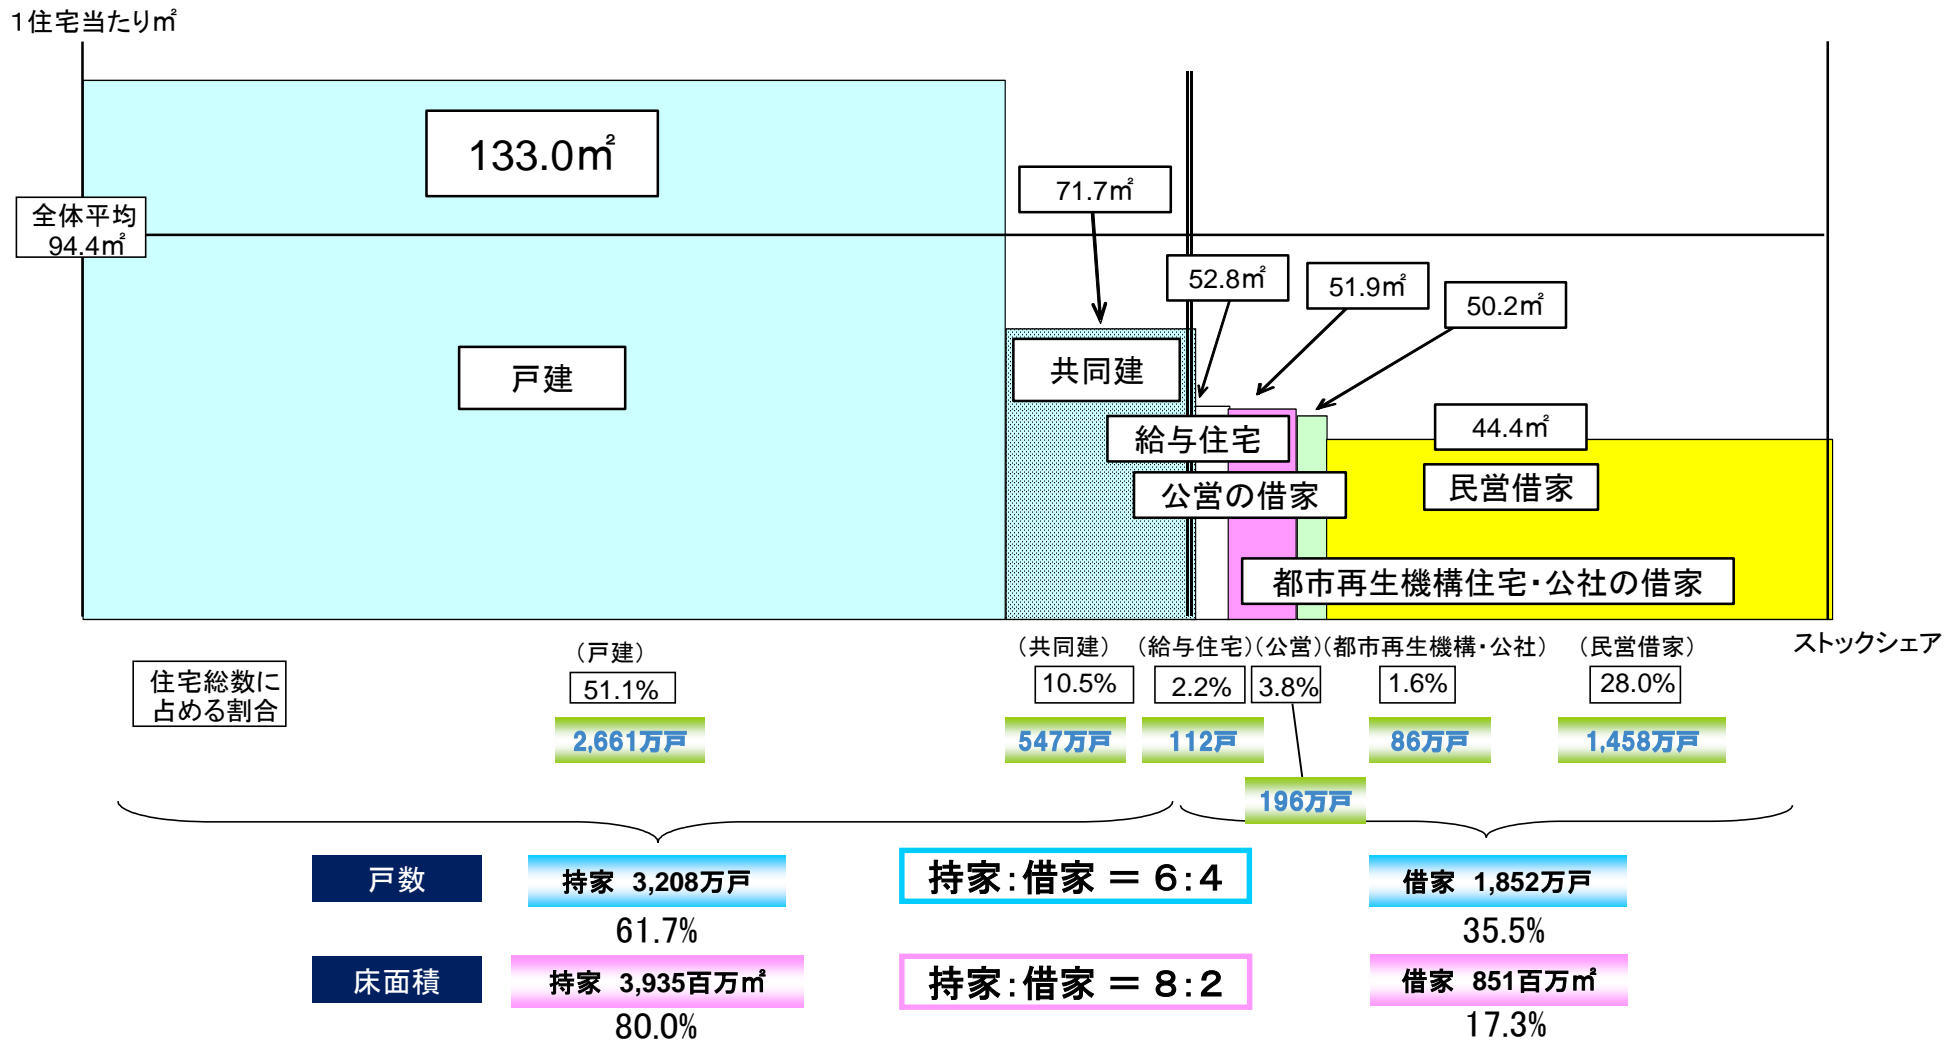 １住宅当たり㎡
133.0㎡
71.7㎡
全体平均
94.4㎡
52.8㎡
51.9㎡
50.2㎡
戸建
共同建
44.4㎡
給与住宅
民営借家
公営の借家
都市再生機構住宅・公社の借家
（戸建）
（共同建）
（給与住宅）
（公営）
（都市再生機構・公社）
（民営借家）
ストックシェア
住宅総数に
占める割合
51.1%
10.5%
2.2%
3.8%
1.6%
28.0%
2,661万戸
547万戸
112戸
86万戸
1,458万戸
196万戸
戸数
持家 3,208万戸
持家：借家 ＝ ６：４
借家 1,852万戸
61.7%
35.5%
床面積
持家 3,935百万㎡
持家：借家 ＝ ８：２
借家 851百万㎡
80.0%
17.3%